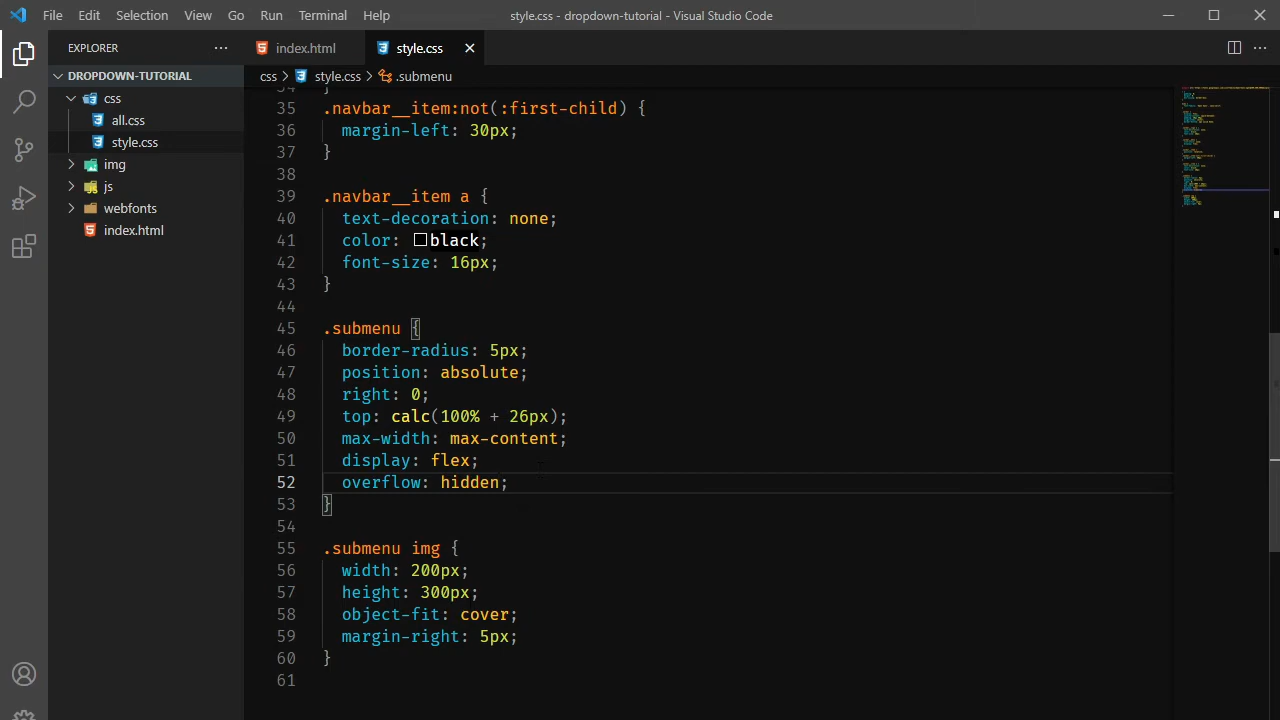 File Edit Selection View Go Run Terminal Help style.css - dropdown-tutorial - Visual Studio Code
EXPLORER
index.html
style.css
DROPDOWN-TUTORIAL
css
all.css
style.css
img
js
webfonts
index.html
css > style.css > .submenu
34 }
35 .navbar__item:not(:first-child) {
36 margin-left: 30px;
37 }
38
39 .navbar__item a {
40 text-decoration: none;
41 color: black;
42 font-size: 16px;
43 }
44
45 .submenu {
46 border-radius: 5px;
47 position: absolute;
48 right: 0;
49 top: calc(100% + 26px);
50 max-width: max-content;
51 display: flex;
52 overflow: hidden;
53 }
54
55 .submenu img {
56 width: 200px;
57 height: 300px;
58 object-fit: cover;
59 margin-right: 5px;
60 }
61